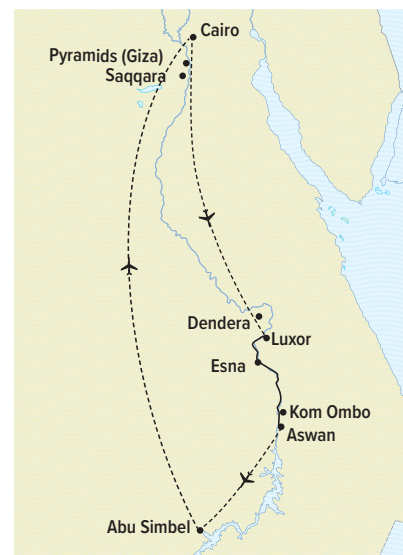 Cairo
Pyramids (Giza)
Saqqara
Dendera
Luxor
Esna
Kom Ombo
Aswan
Abu Simbel